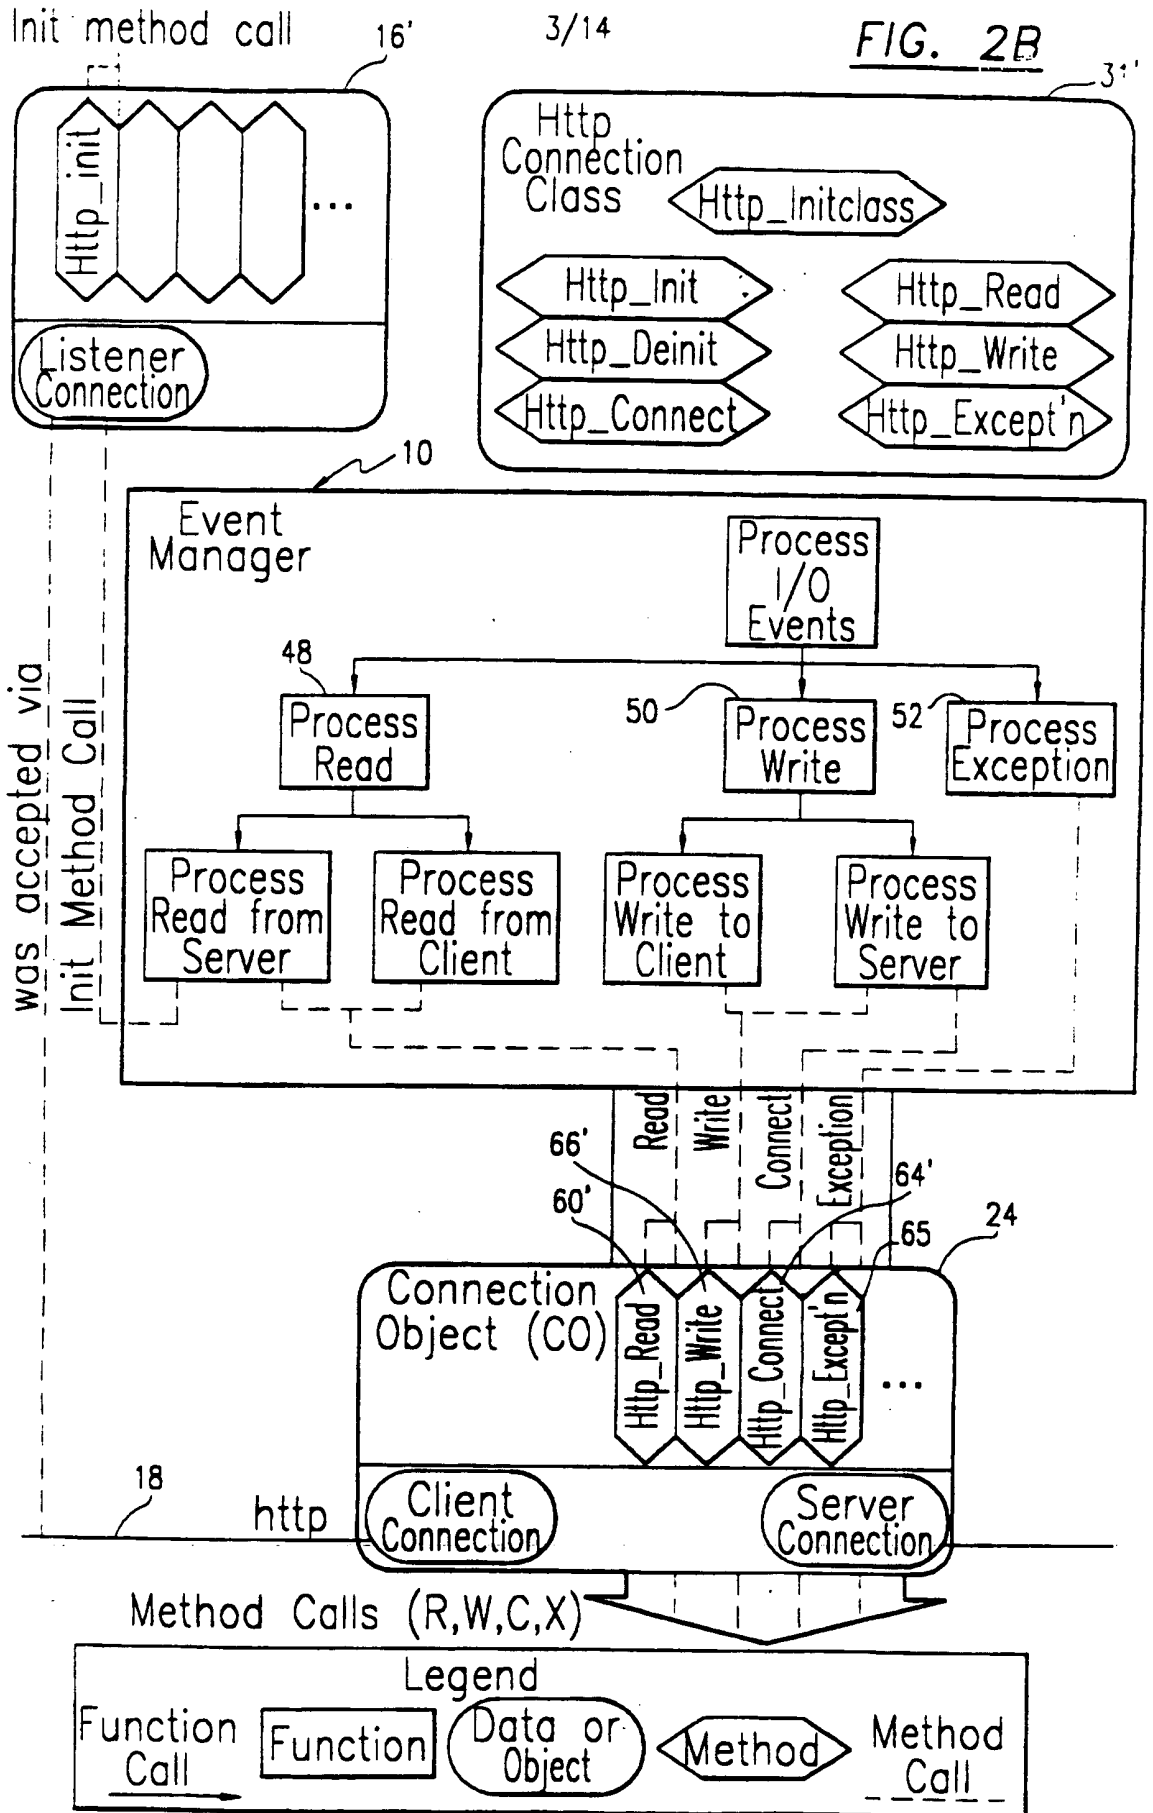 Init method call
16'
3/14
FIG. 2B
31'
Http_init
...
Listener
Connection
Http
Connection
Class
Http_Initclass
Http_Init
Http_Deinit
Http_Connect
Http_Read
Http_Write
Http_Except'n
10
Event
Manager
Process
I/O
Events
48
Process
Read
50
Process
Write
52
Process
Exception
Process
Read from
Server
Process
Read from
Client
Process
Write to
Client
Process
Write to
Server
was accepted via
Init Method Call
Read
Write
Connect
Exception
66'
60'
64'
65
24
Connection
Object (CO)
Http_Read
Http_Write
Http_Connect
Http_Except'n
...
18
http
Client
Connection
Server
Connection
Method Calls (R,W,C,X)
Legend
Function
Call
Function
Data or
Object
Method
Method
Call